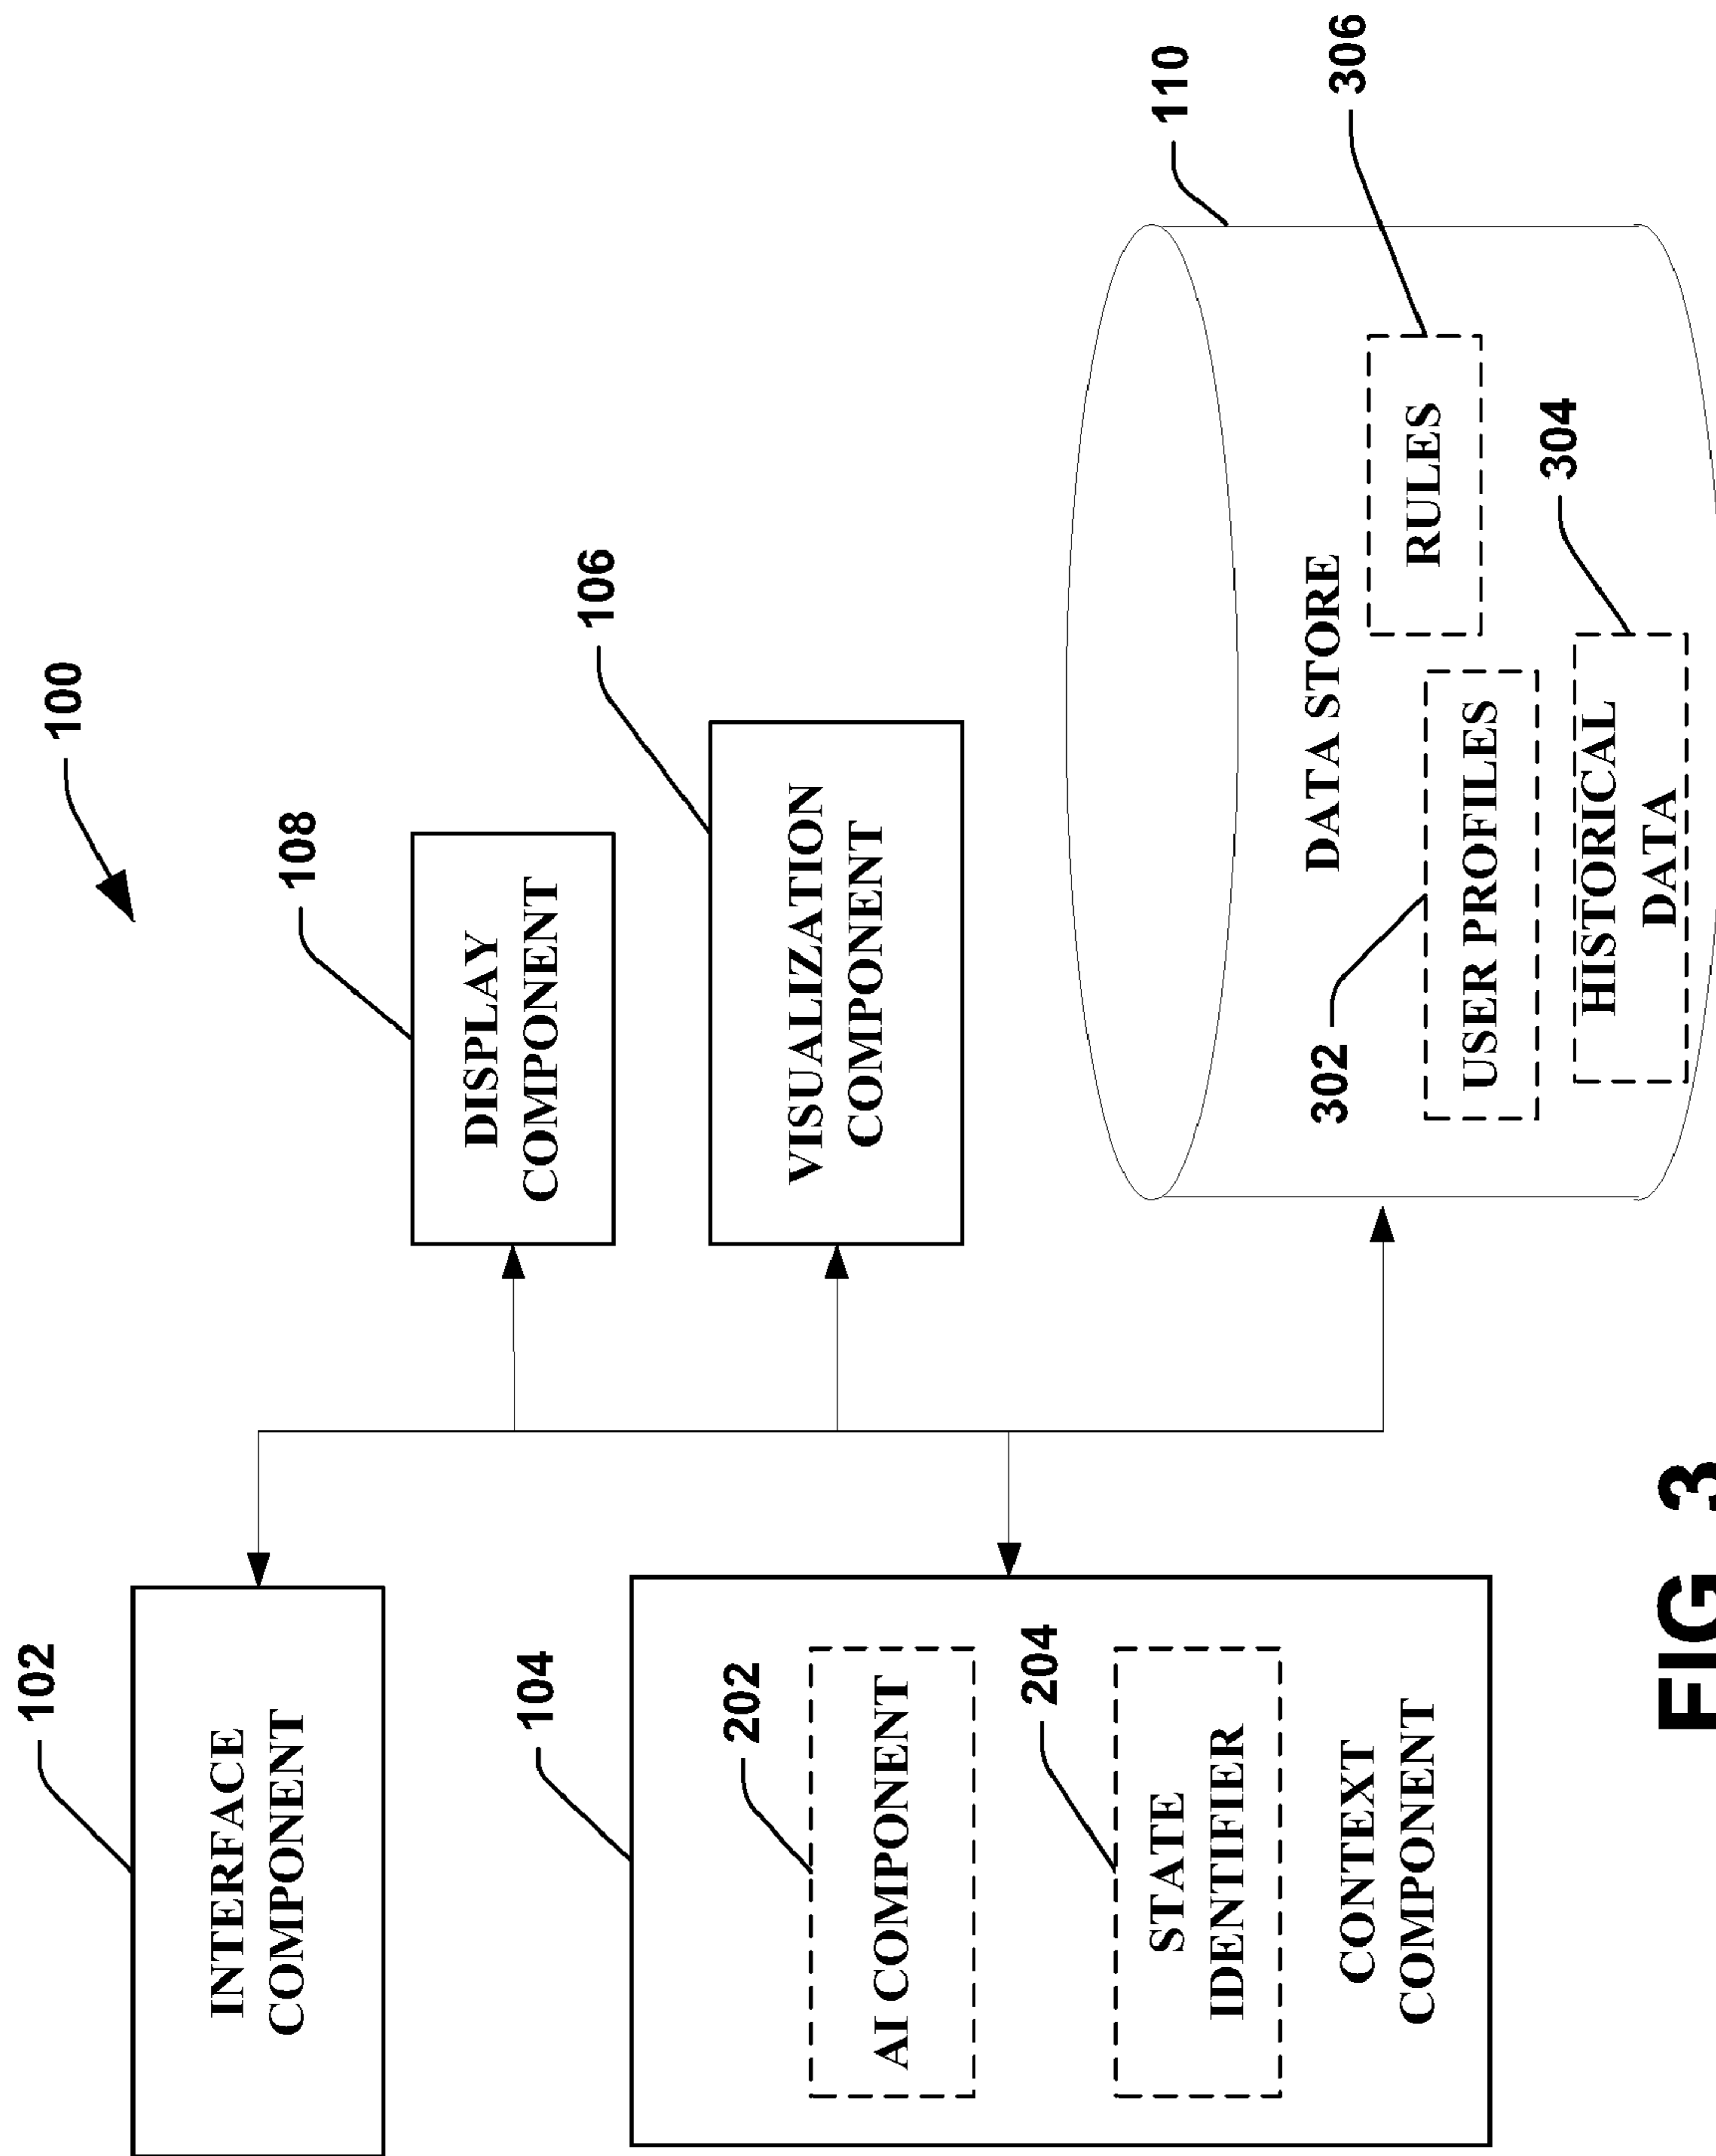 100
102
INTERFACE
COMPONENT
108
DISPLAY
COMPONENT
104
202
AI COMPONENT
204
STATE
IDENTIFIER
CONTEXT
COMPONENT
106
VISUALIZATION
COMPONENT
110
DATA STORE
302
USER PROFILES
306
RULES
304
HISTORICAL
DATA
FIG 3